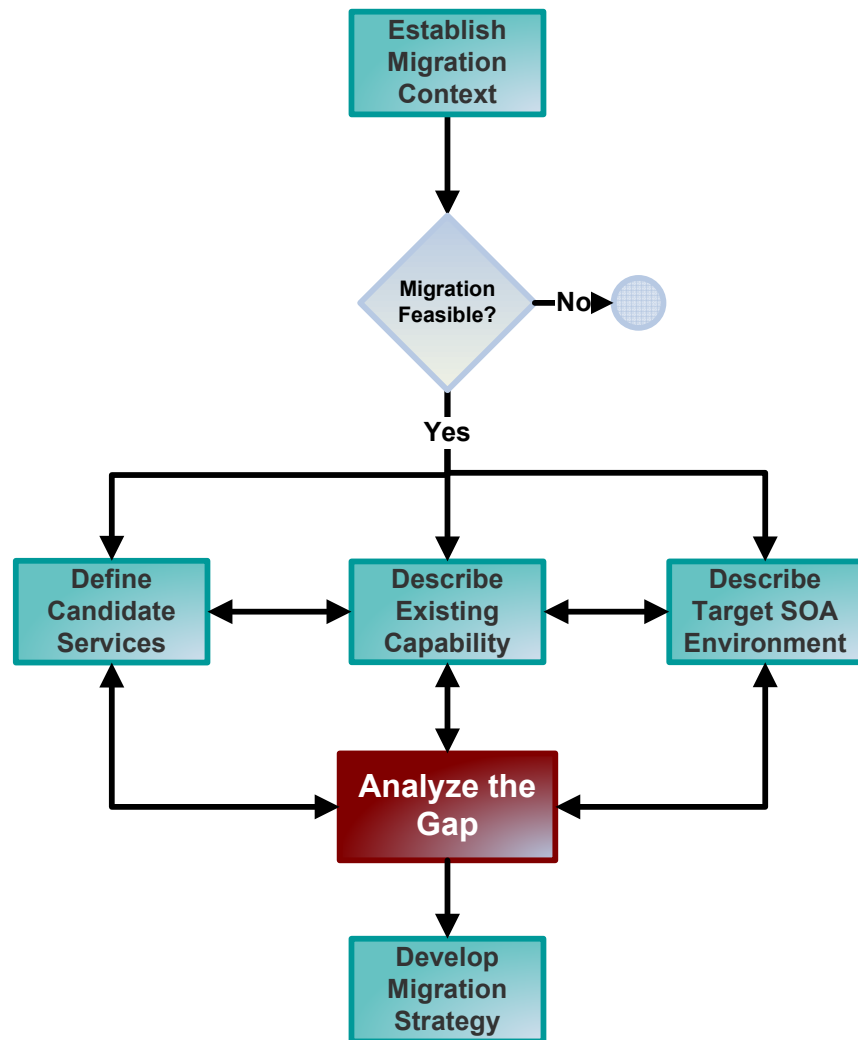 Establish
Migration
Context
Migration
Feasible?
No
Yes
Define
Candidate
Services
Describe
Existing
Capability
Describe
Target SOA
Environment
Analyze the
Gap
Develop
Migration
Strategy